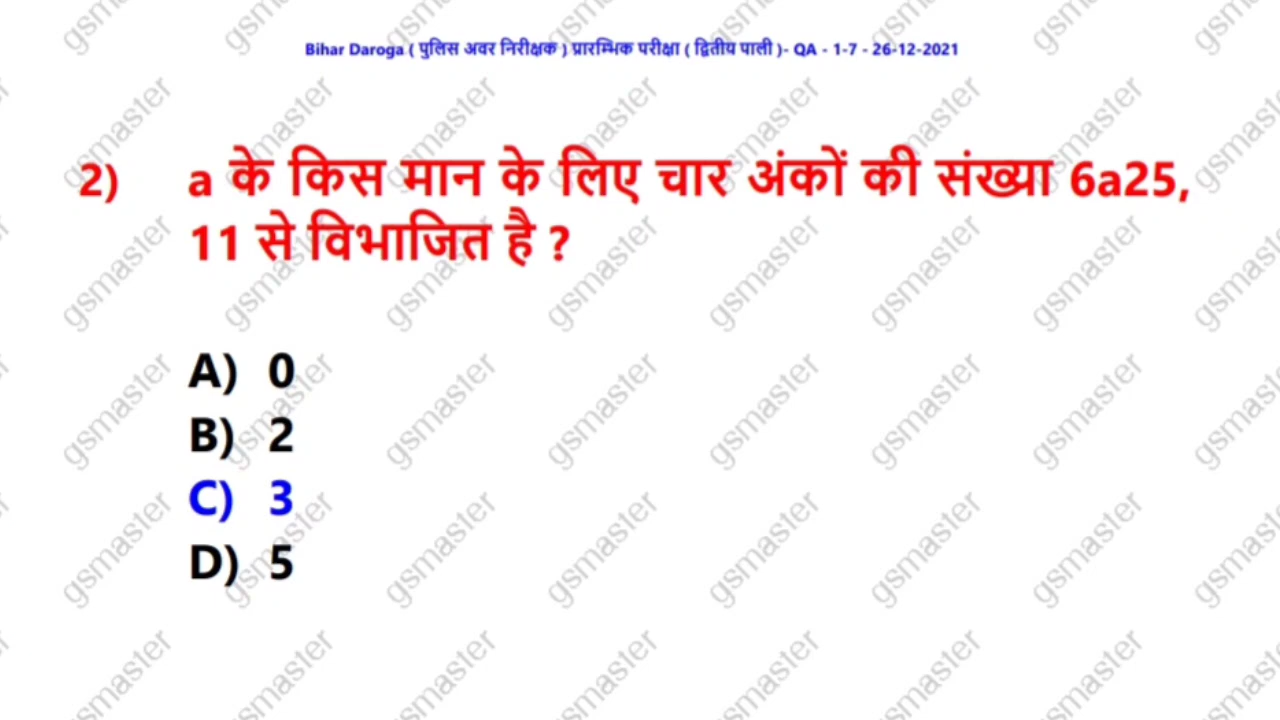 Bihar Daroga ( पुलिस अवर निरीक्षक ) प्रारम्भिक परीक्षा ( द्वितीय पाली )- QA - 1-7 - 26-12-2021
2) a के किस मान के लिए चार अंकों की संख्या 6a25,
11 से विभाजित है ?
A) 0
B) 2
C) 3
D) 5
gsmaster